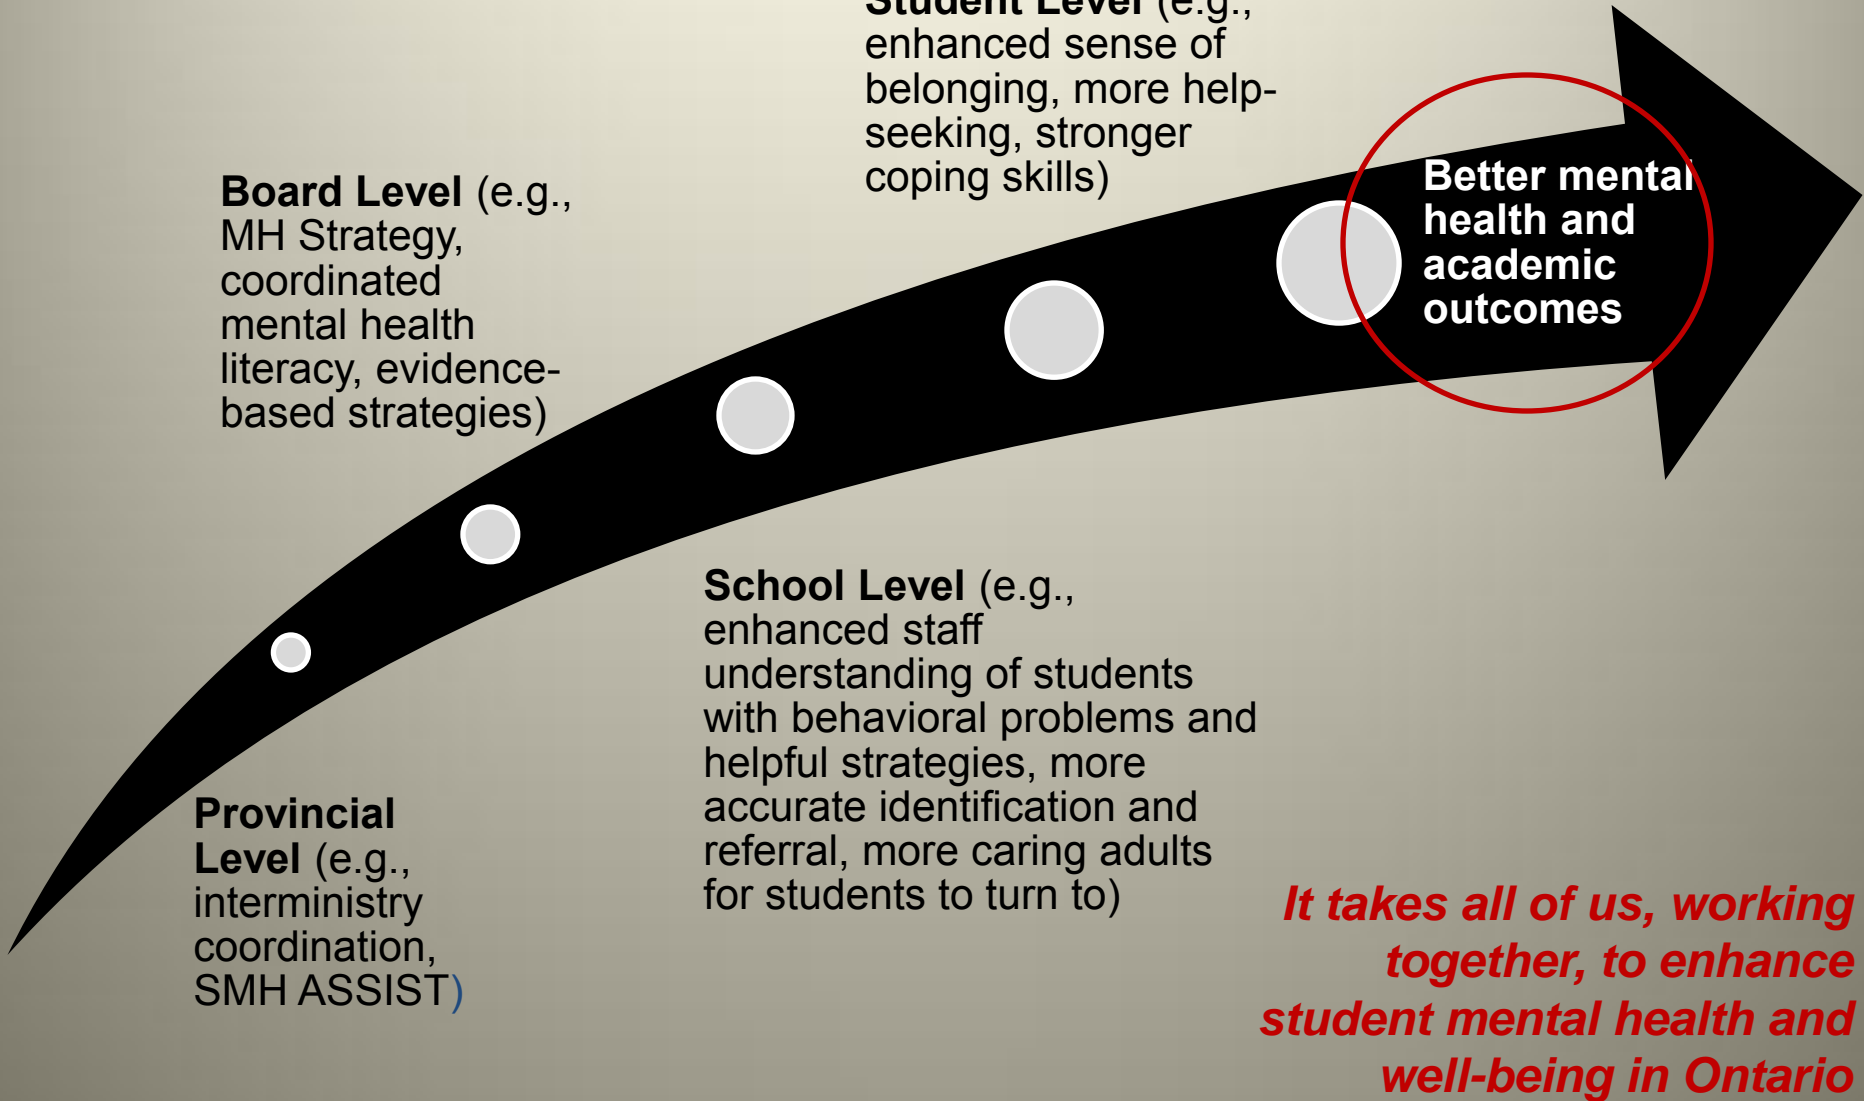 Student Level (e.g.,
enhanced sense of
belonging, more help-
seeking, stronger
coping skills)
Board Level (e.g.,
MH Strategy,
coordinated
mental health
literacy, evidence-
based strategies)
Better mental
health and
academic
outcomes
School Level (e.g.,
enhanced staff
understanding of students
with behavioral problems and
helpful strategies, more
accurate identification and
referral, more caring adults
for students to turn to)
Provincial
Level (e.g.,
interministry
coordination,
SMH ASSIST)
It takes all of us, working
together, to enhance
student mental health and
well-being in Ontario